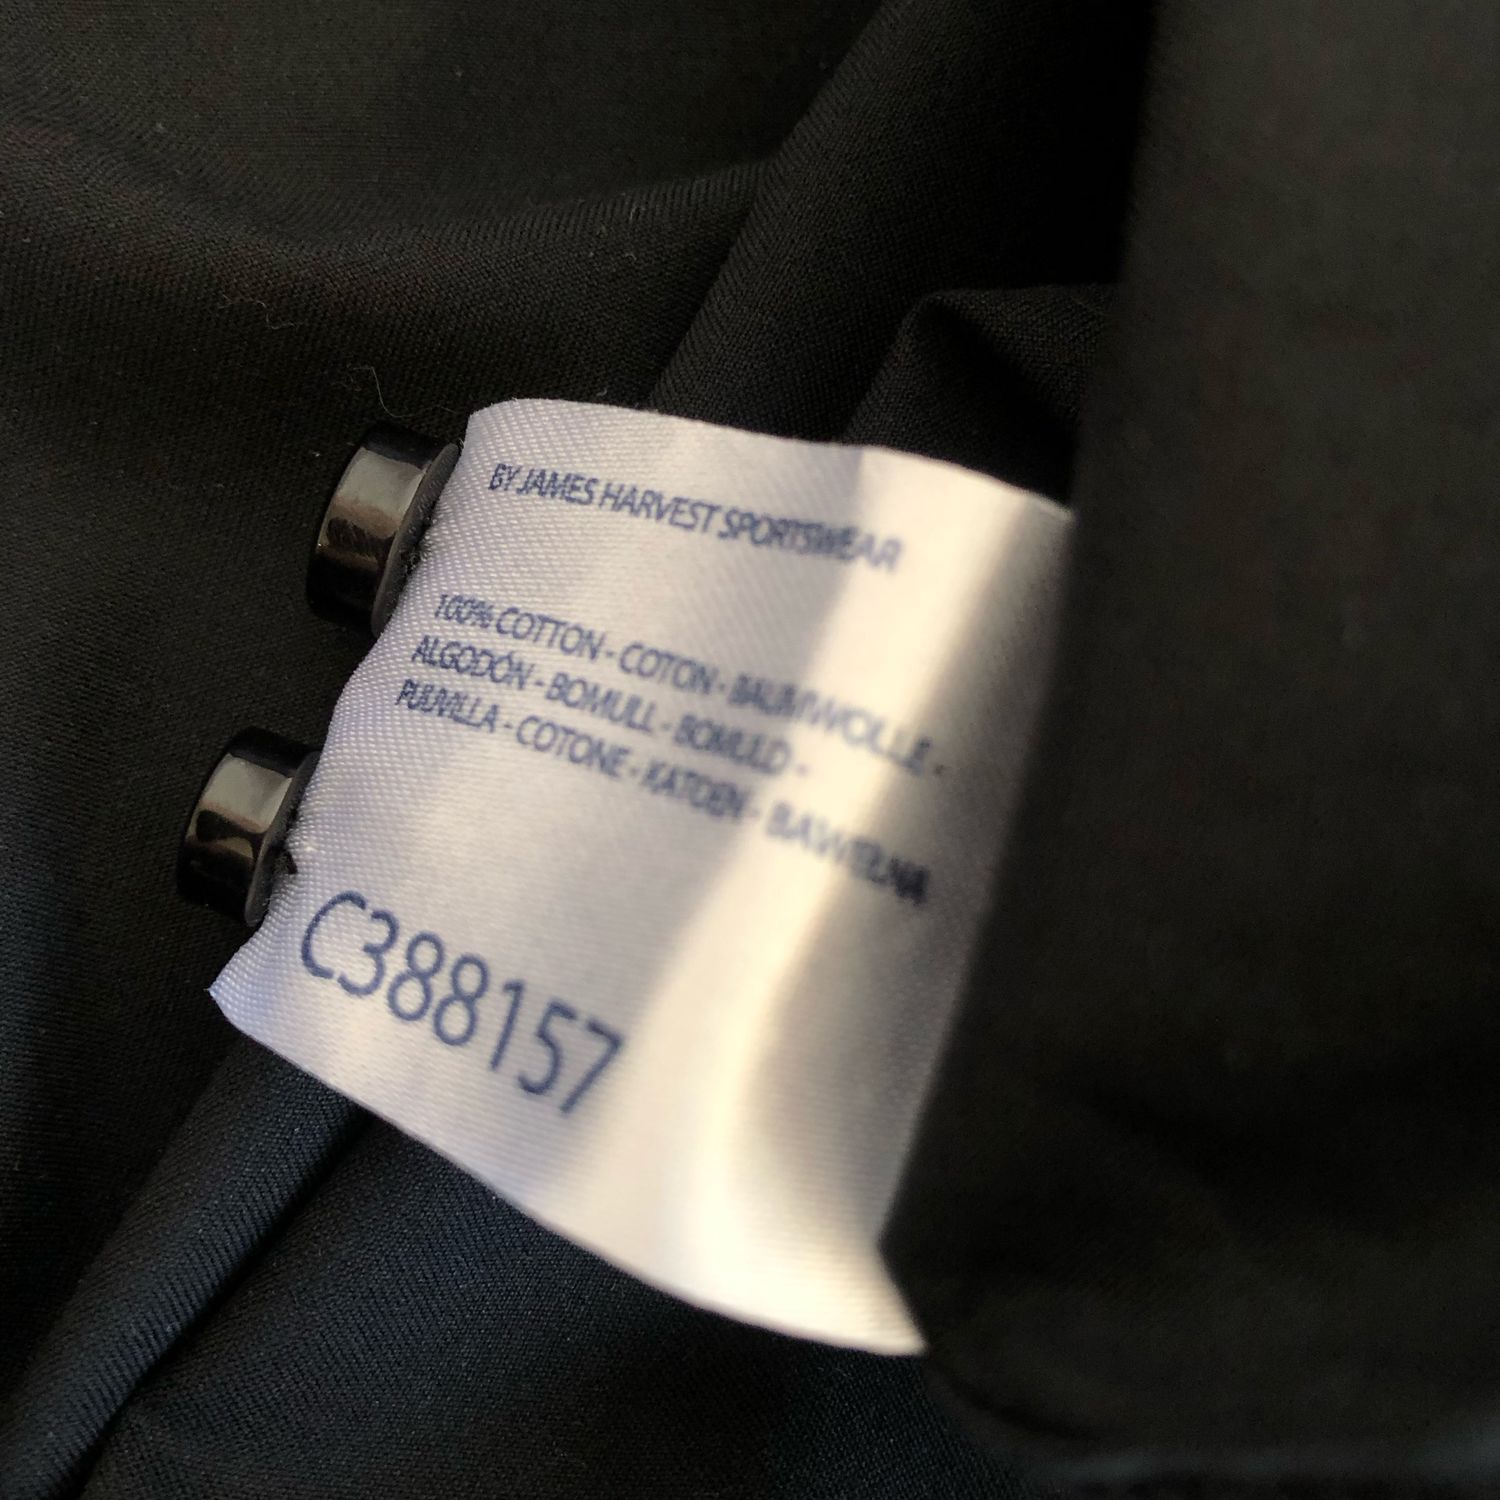 BY JAMES HARVEST SPORTSWEAR
100% COTTON - COTON - BAUMWOLLE -
ALGODÓN - BOMULL - BOMULD -
PUUVILLA - COTONE - KATOEN - BAWEŁNA
C388157